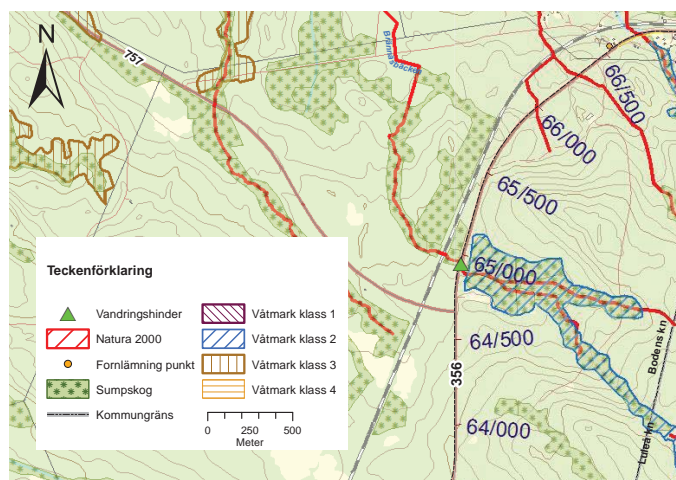 N
757
Brännabäcken
66/500
66/000
65/500
65/000
64/500
356
64/000
Bodens kn
Luleå kn
Teckenförklaring
Vandringshinder
Natura 2000
Fornlämning punkt
Sumpskog
Kommungräns
Våtmark klass 1
Våtmark klass 2
Våtmark klass 3
Våtmark klass 4
0 250 500
Meter